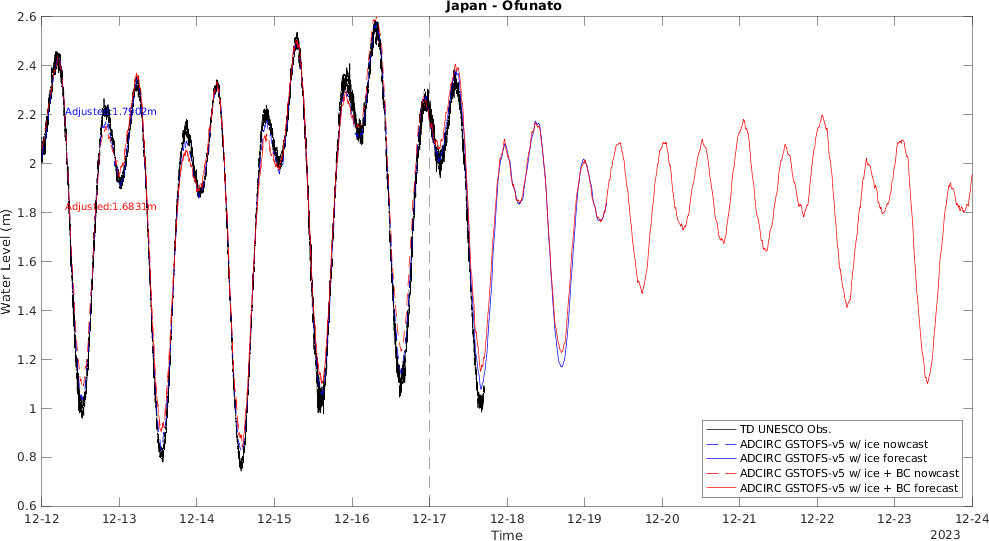 Japan - Ofunato
2.6
2.4
2.2
2
1.8
1.6
1.4
1.2
1
0.8
0.6
Water Level (m)
Adjusted:1.7902m
Adjusted:1.6831m
TD UNESCO Obs.
ADCIRC GSTOFS-v5 w/ ice nowcast
ADCIRC GSTOFS-v5 w/ ice forecast
ADCIRC GSTOFS-v5 w/ ice + BC nowcast
ADCIRC GSTOFS-v5 w/ ice + BC forecast
12-12 12-13 12-14 12-15 12-16 12-17 12-18 12-19 12-20 12-21 12-22 12-23 12-24
Time
2023